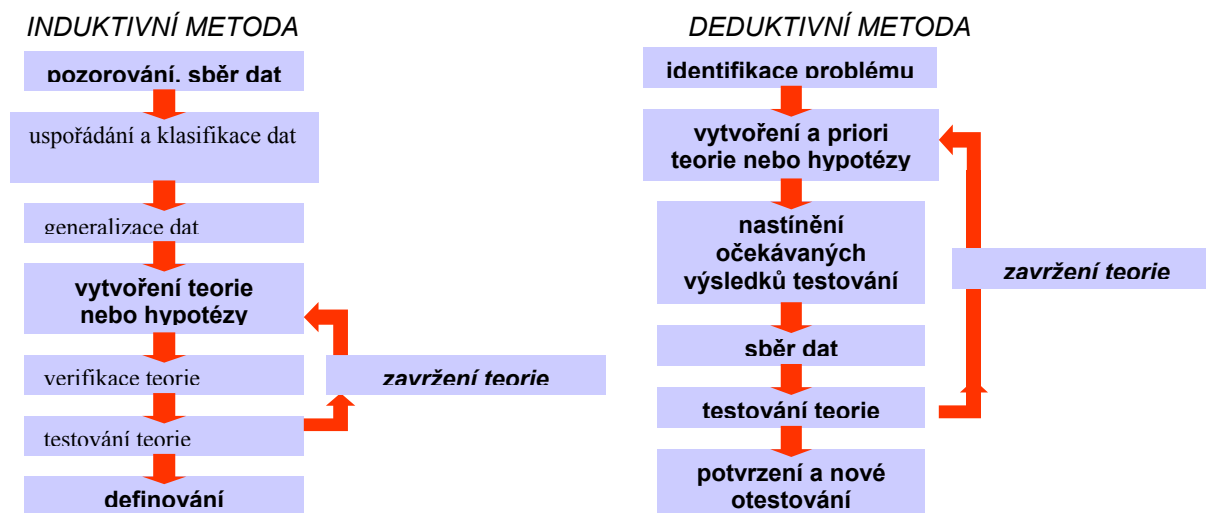 INDUKTIVNÍ METODA
pozorování, sběr dat
uspořádání a klasifikace dat
generalizace dat
vytvoření teorie
nebo hypotézy
verifikace teorie
zavržení teorie
testování teorie
definování
DEDUKTIVNÍ METODA
identifikace problému
vytvoření a priori
teorie nebo hypotézy
nastínění
očekávaných
výsledků testování
zavržení teorie
sběr dat
testování teorie
potvrzení a nové
otestování